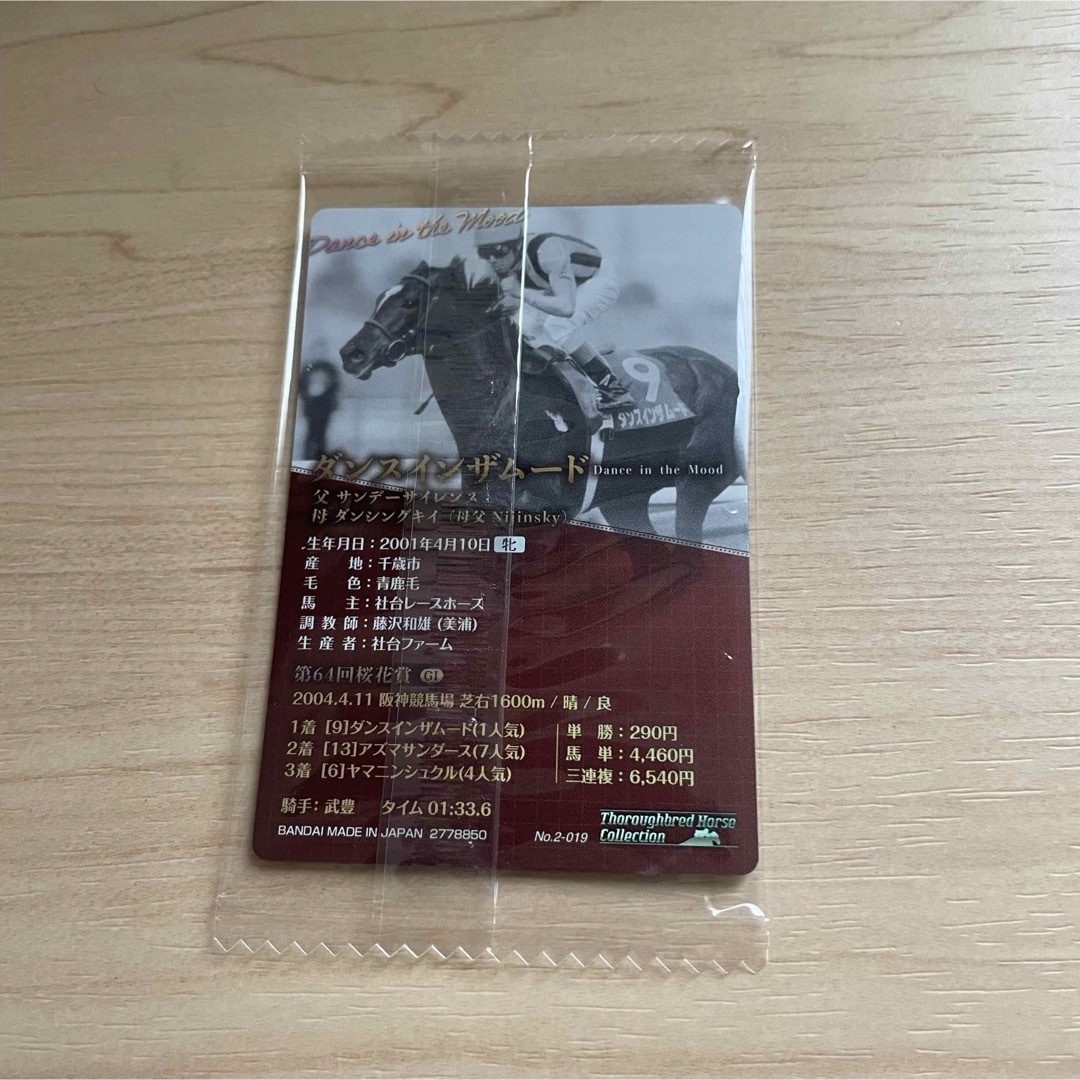 Dance in the Mood
9
ダンスインザムード
ダンスインザムード Dance in the Mood
父 サンデーサイレンス
母 ダンシングキイ（母父 Nijinsky）
生年月日：2001年4月10日 牝
産 地：千歳市
毛 色：青鹿毛
馬 主：社台レースホース
調教師：藤沢和雄（美浦）
生産者：社台ファーム
第64回桜花賞 GI
2004.4.11 阪神競馬場 芝右1600m / 晴 / 良
1着 [9]ダンスインザムード(1人気) 単 勝：290円
2着 [13]アズマサンダース(7人気) 馬 単：4,460円
3着 [6]ヤマニンシュクル(4人気) 三連複：6,540円
騎手：武豊 タイム 01:33.6
BANDAI MADE IN JAPAN 2778850 No.2-019
Thoroughbred Horse
Collection